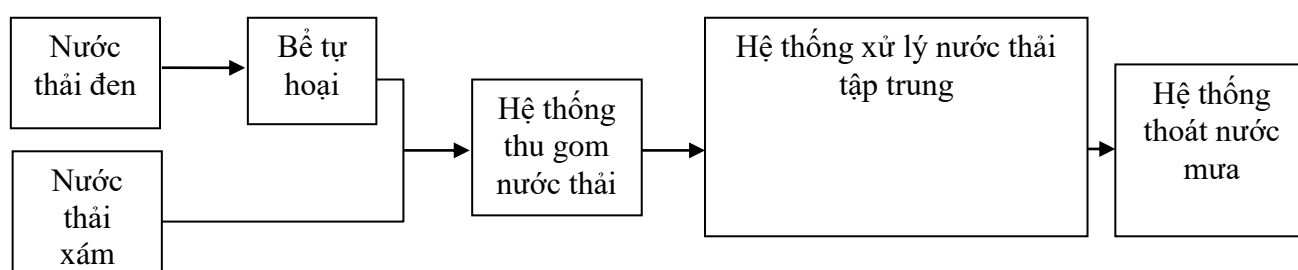 Nước
thải đen
Bể tự
hoại
Nước
thải
xám
Hệ thống
thu gom
nước thải
Hệ thống xử lý nước thải
tập trung
Hệ thống
thoát nước
mưa